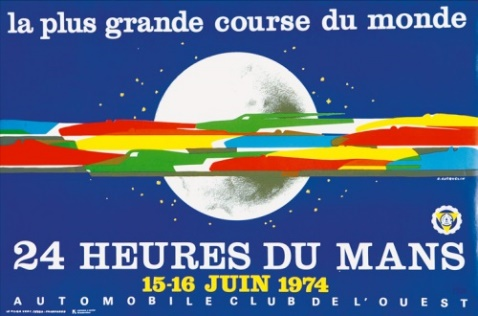 la plus grande course du monde
24 HEURES DU MANS
15-16 JUIN 1974
AUTOMOBILE CLUB DE L'OUEST